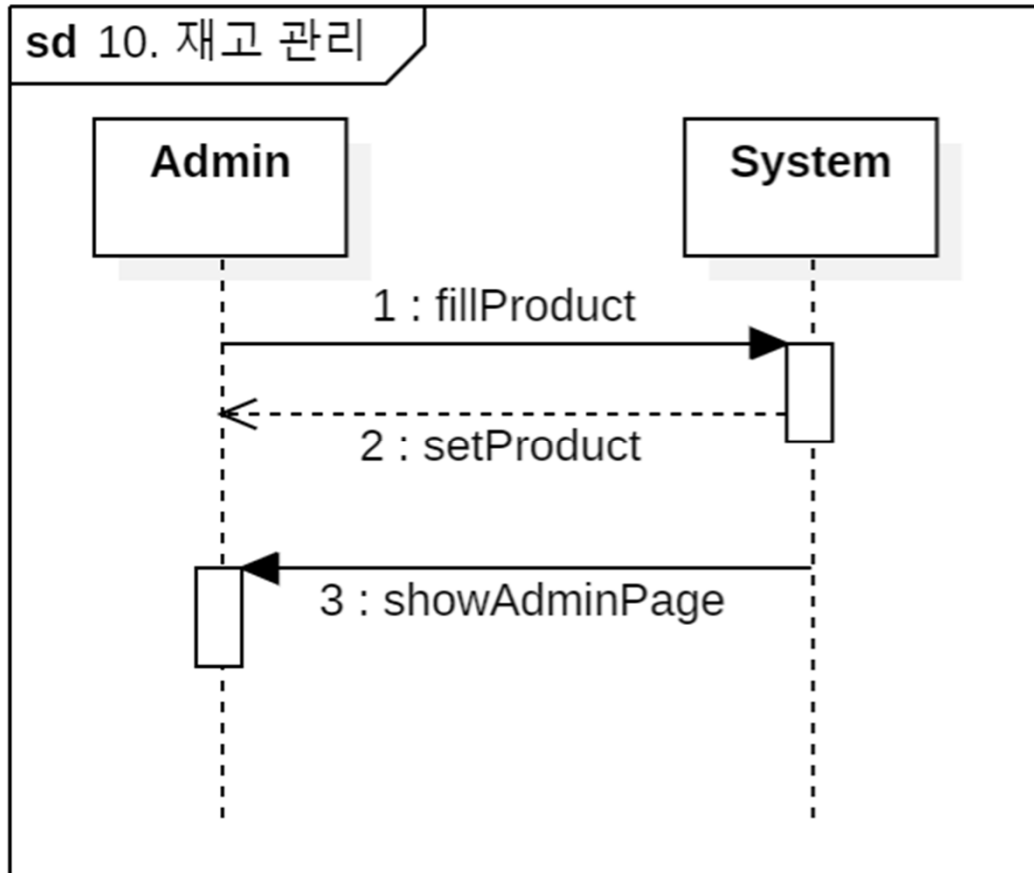 sd 10. 재고 관리
Admin
System
1 : fillProduct
2 : setProduct
3 : showAdminPage